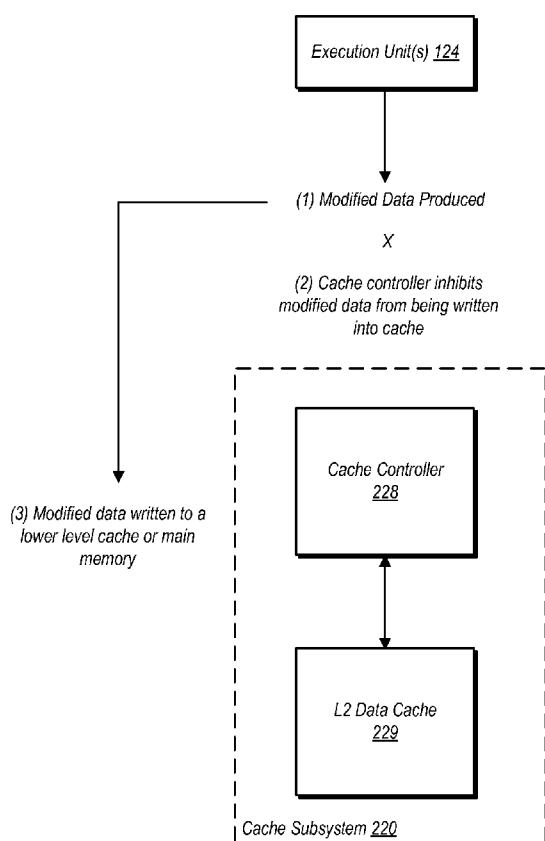 Execution Unit(s) 124
(1) Modified Data Produced
X
(2) Cache controller inhibits
modified data from being written
into cache
Cache Controller
228
(3) Modified data written to a
lower level cache or main
memory
L2 Data Cache
229
Cache Subsystem 220